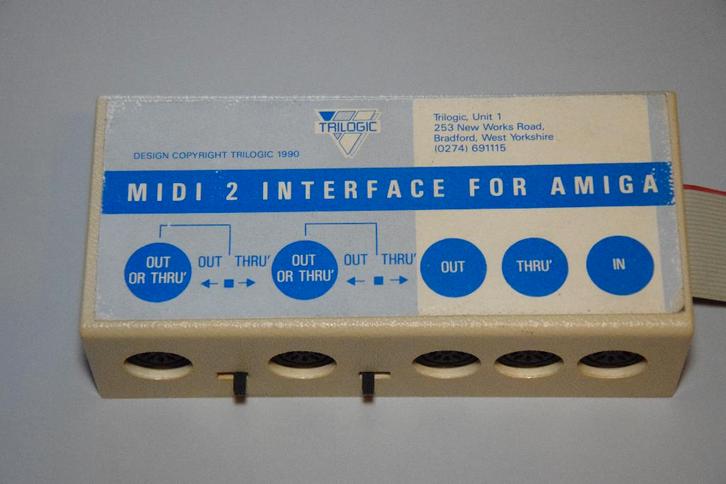 TRILOGIC
Trilogic, Unit 1
253 New Works Road,
Bradford, West Yorkshire
(0274) 691115
DESIGN COPYRIGHT TRILOGIC 1990
MIDI 2 INTERFACE FOR AMIGA
OUT
OR THRU'
OUT THRU'
OUT
OR THRU'
OUT THRU'
OUT
THRU'
IN